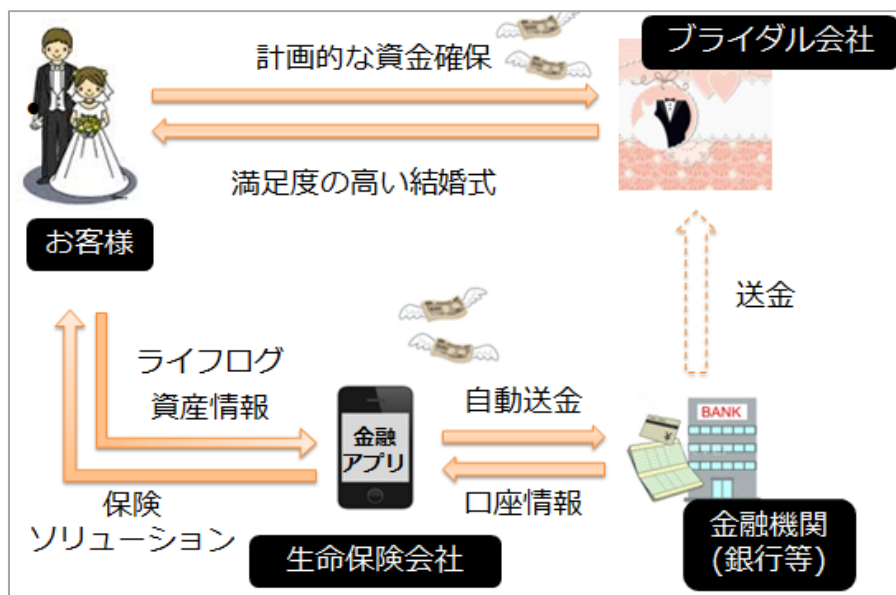 ブライダル会社
計画的な資金確保
満足度の高い結婚式
お客様
送金
ライフログ
資産情報
自動送金
金融
アプリ
BANK
¥
口座情報
保険
ソリューション
生命保険会社
金融機関
(銀行等)